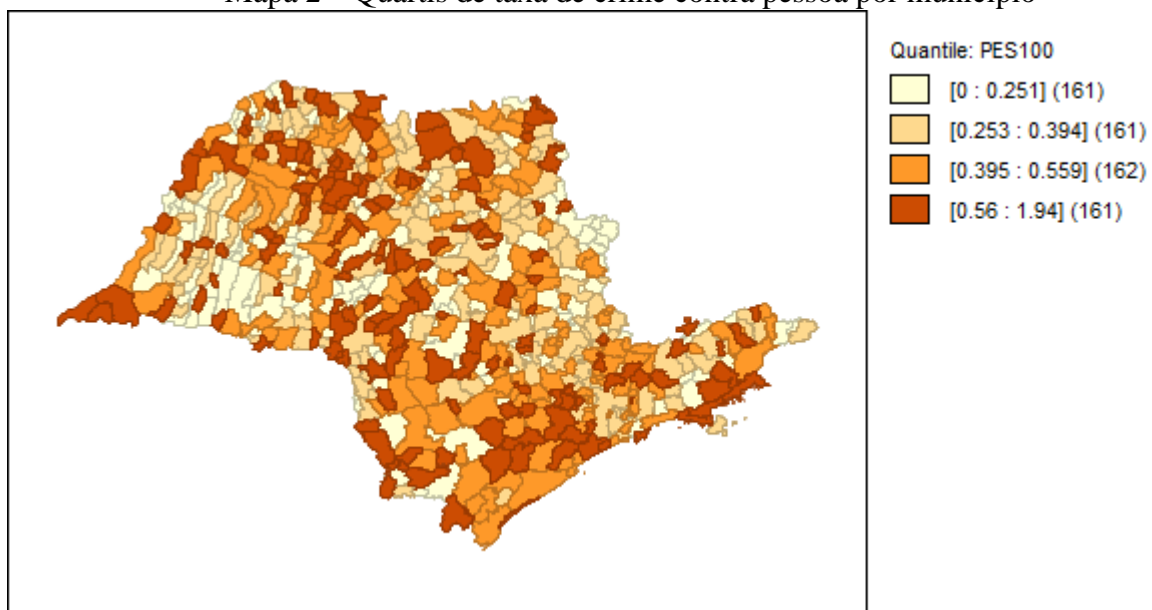 Mapa 2 – Quartis de taxa de crime contra pessoa por município
Quantile: PES100
[0 : 0.251] (161)
[0.253 : 0.394] (161)
[0.395 : 0.559] (162)
[0.56 : 1.94] (161)